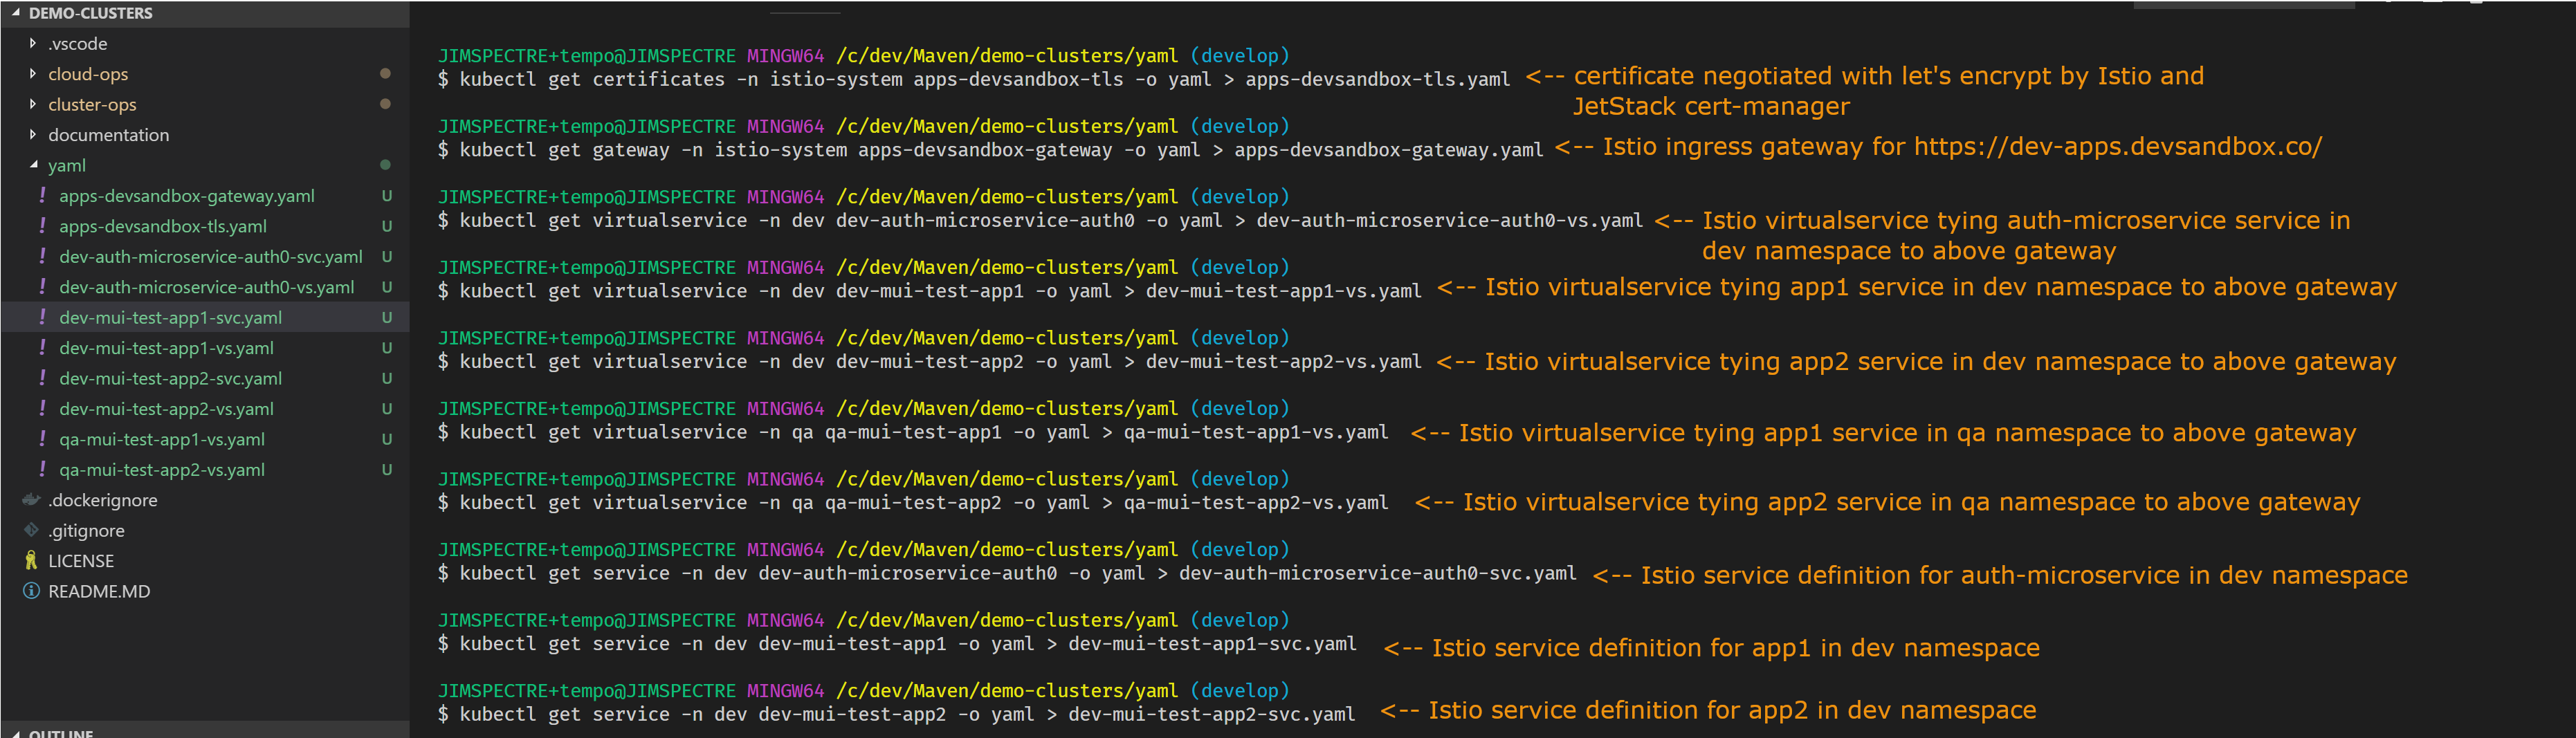 DEMO-CLUSTERS
.vscode
cloud-ops
cluster-ops
documentation
yaml
! apps-devsandbox-gateway.yaml U
! apps-devsandbox-tls.yaml U
! dev-auth-microservice-auth0-svc.yaml U
! dev-auth-microservice-auth0-vs.yaml U
! dev-mui-test-app1-svc.yaml U
! dev-mui-test-app1-vs.yaml U
! dev-mui-test-app2-svc.yaml U
! dev-mui-test-app2-vs.yaml U
! qa-mui-test-app1-vs.yaml U
! qa-mui-test-app2-vs.yaml U
.dockerignore
.gitignore
LICENSE
README.MD
OUTLINE
JIMSPECTRE+tempo@JIMSPECTRE MINGW64 /c/dev/Maven/demo-clusters/yaml (develop)
$ kubectl get certificates -n istio-system apps-devsandbox-tls -o yaml > apps-devsandbox-tls.yaml <-- certificate negotiated with let's encrypt by Istio and
JetStack cert-manager
JIMSPECTRE+tempo@JIMSPECTRE MINGW64 /c/dev/Maven/demo-clusters/yaml (develop)
$ kubectl get gateway -n istio-system apps-devsandbox-gateway -o yaml > apps-devsandbox-gateway.yaml <-- Istio ingress gateway for https://dev-apps.devsandbox.co/
JIMSPECTRE+tempo@JIMSPECTRE MINGW64 /c/dev/Maven/demo-clusters/yaml (develop)
$ kubectl get virtualservice -n dev dev-auth-microservice-auth0 -o yaml > dev-auth-microservice-auth0-vs.yaml <-- Istio virtualservice tying auth-microservice service in
dev namespace to above gateway
JIMSPECTRE+tempo@JIMSPECTRE MINGW64 /c/dev/Maven/demo-clusters/yaml (develop)
$ kubectl get virtualservice -n dev dev-mui-test-app1 -o yaml > dev-mui-test-app1-vs.yaml <-- Istio virtualservice tying app1 service in dev namespace to above gateway
JIMSPECTRE+tempo@JIMSPECTRE MINGW64 /c/dev/Maven/demo-clusters/yaml (develop)
$ kubectl get virtualservice -n dev dev-mui-test-app2 -o yaml > dev-mui-test-app2-vs.yaml <-- Istio virtualservice tying app2 service in dev namespace to above gateway
JIMSPECTRE+tempo@JIMSPECTRE MINGW64 /c/dev/Maven/demo-clusters/yaml (develop)
$ kubectl get virtualservice -n qa qa-mui-test-app1 -o yaml > qa-mui-test-app1-vs.yaml <-- Istio virtualservice tying app1 service in qa namespace to above gateway
JIMSPECTRE+tempo@JIMSPECTRE MINGW64 /c/dev/Maven/demo-clusters/yaml (develop)
$ kubectl get virtualservice -n qa qa-mui-test-app2 -o yaml > qa-mui-test-app2-vs.yaml <-- Istio virtualservice tying app2 service in qa namespace to above gateway
JIMSPECTRE+tempo@JIMSPECTRE MINGW64 /c/dev/Maven/demo-clusters/yaml (develop)
$ kubectl get service -n dev dev-auth-microservice-auth0 -o yaml > dev-auth-microservice-auth0-svc.yaml <-- Istio service definition for auth-microservice in dev namespace
JIMSPECTRE+tempo@JIMSPECTRE MINGW64 /c/dev/Maven/demo-clusters/yaml (develop)
$ kubectl get service -n dev dev-mui-test-app1 -o yaml > dev-mui-test-app1-svc.yaml <-- Istio service definition for app1 in dev namespace
JIMSPECTRE+tempo@JIMSPECTRE MINGW64 /c/dev/Maven/demo-clusters/yaml (develop)
$ kubectl get service -n dev dev-mui-test-app2 -o yaml > dev-mui-test-app2-svc.yaml <-- Istio service definition for app2 in dev namespace